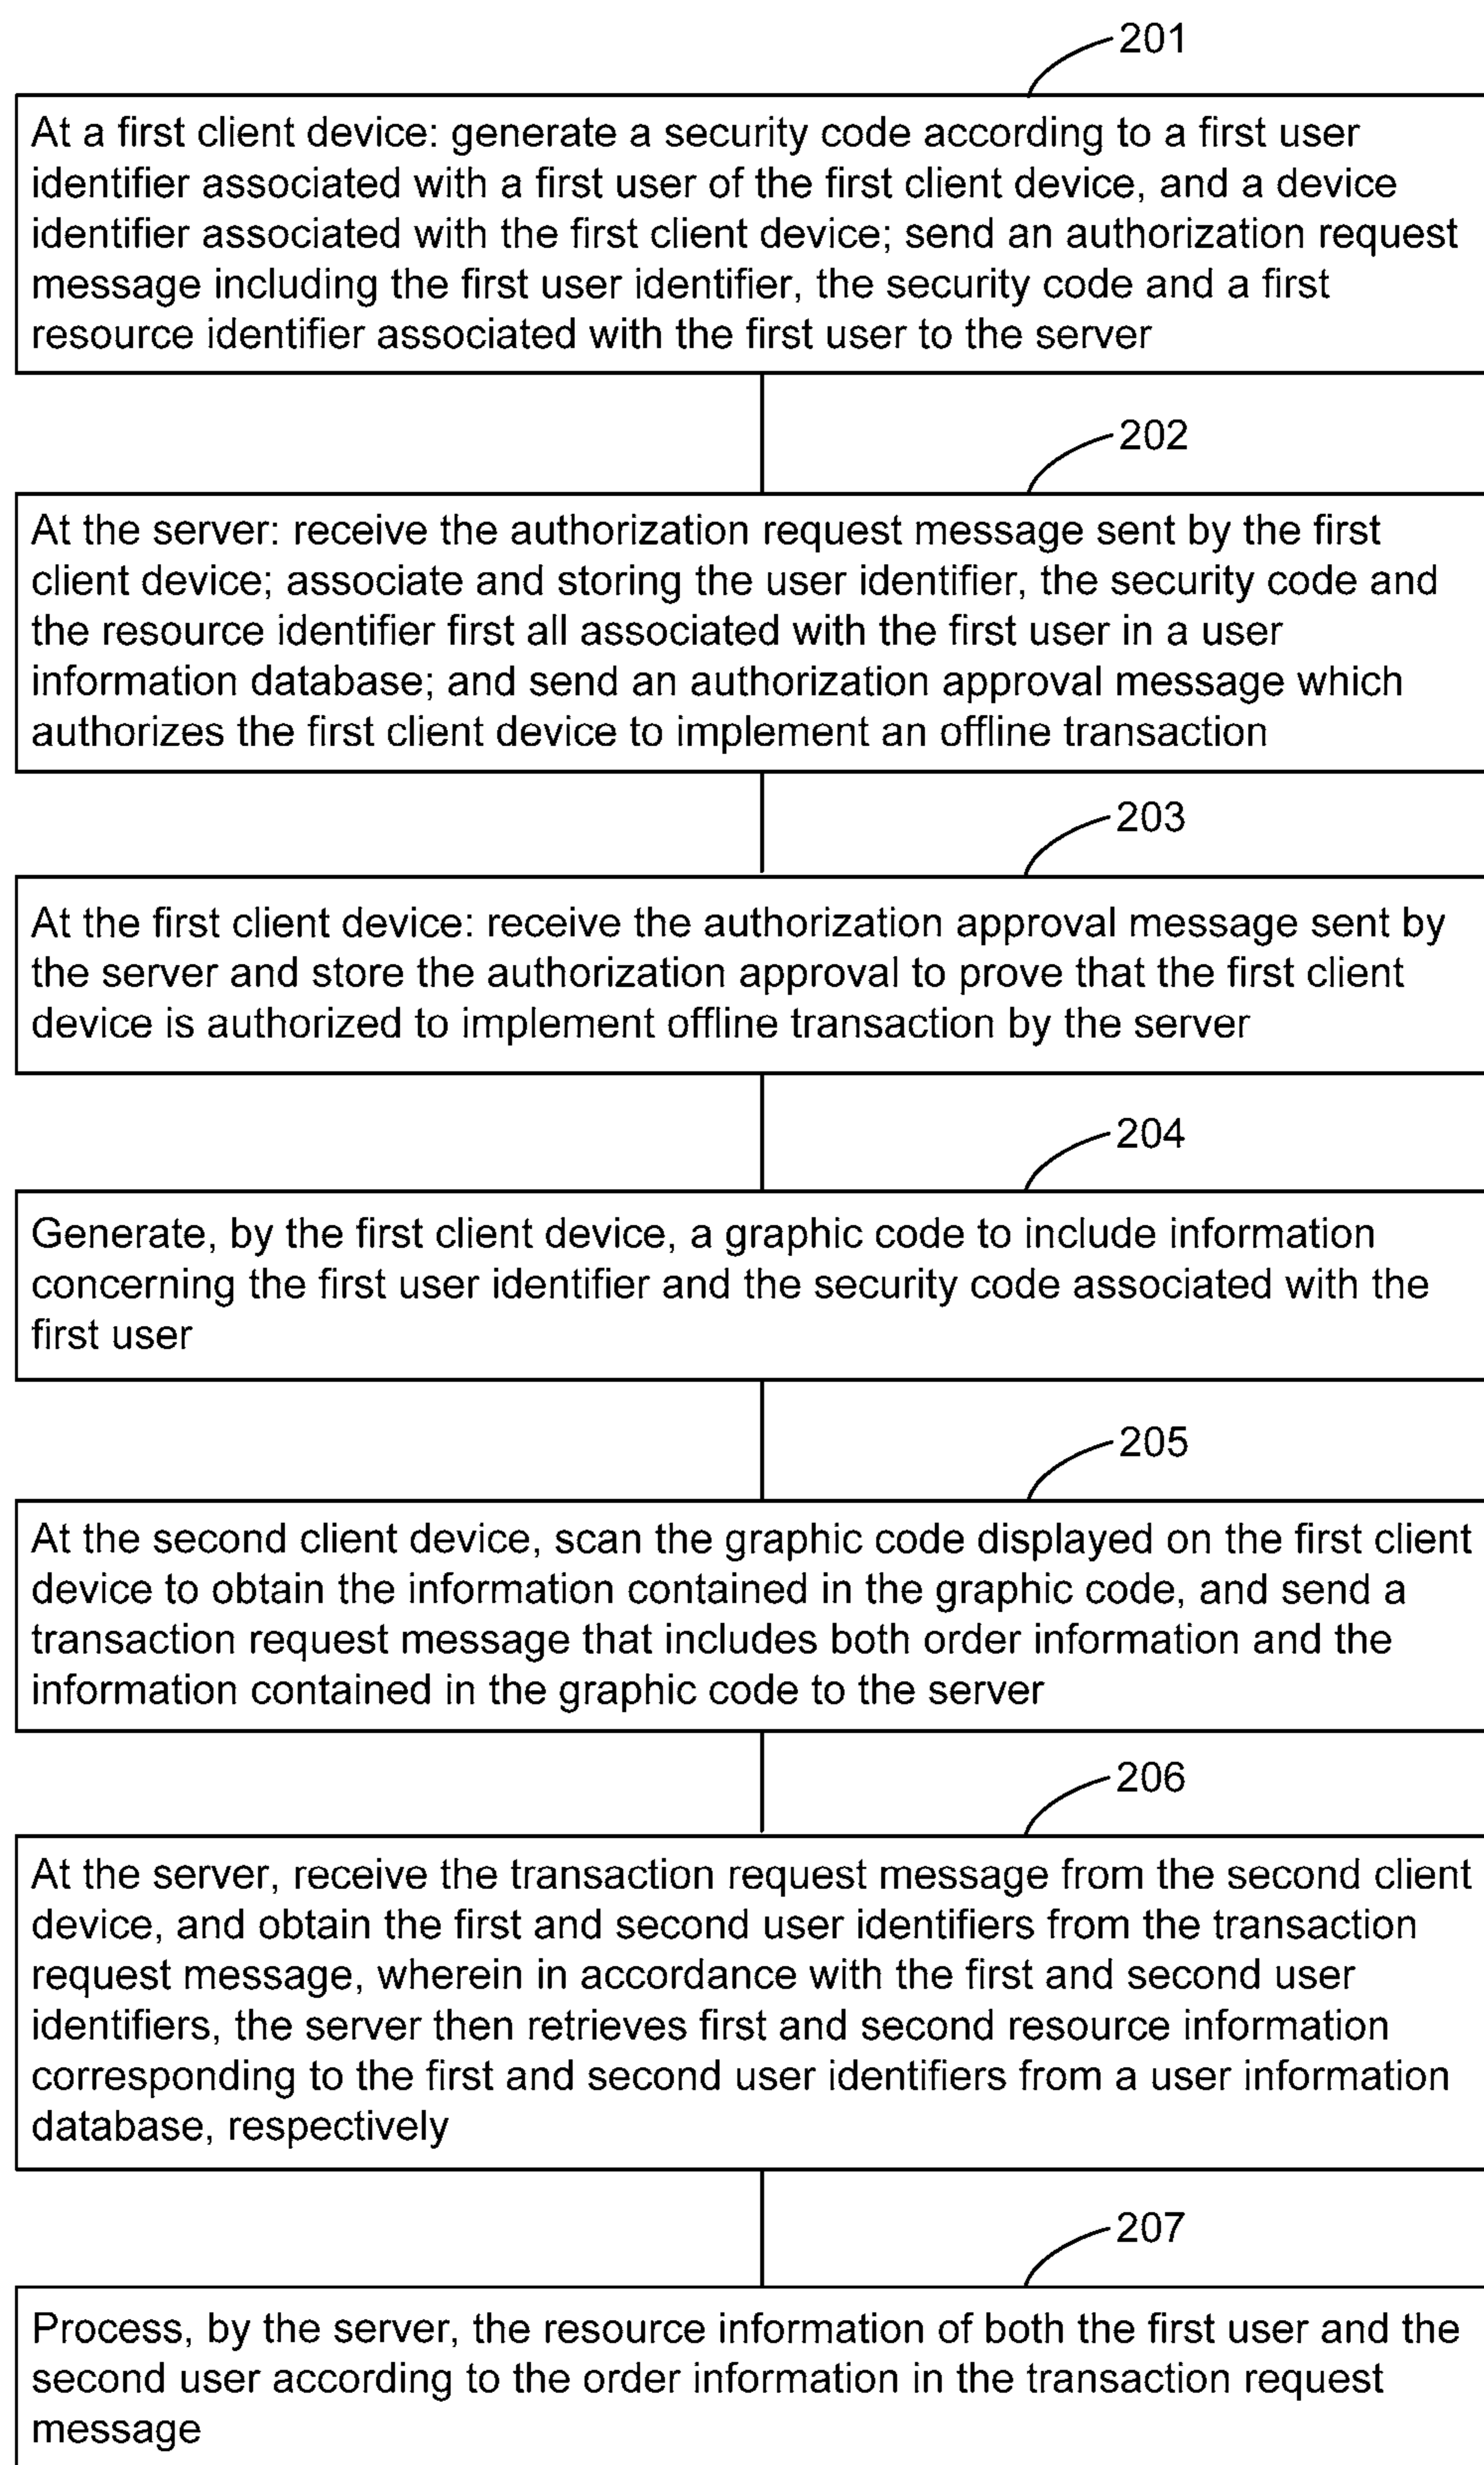 201
At a first client device: generate a security code according to a first user
identifier associated with a first user of the first client device, and a device
identifier associated with the first client device; send an authorization request
message including the first user identifier, the security code and a first
resource identifier associated with the first user to the server
202
At the server: receive the authorization request message sent by the first
client device; associate and storing the user identifier, the security code and
the resource identifier first all associated with the first user in a user
information database; and send an authorization approval message which
authorizes the first client device to implement an offline transaction
203
At the first client device: receive the authorization approval message sent by
the server and store the authorization approval to prove that the first client
device is authorized to implement offline transaction by the server
204
Generate, by the first client device, a graphic code to include information
concerning the first user identifier and the security code associated with the
first user
205
At the second client device, scan the graphic code displayed on the first client
device to obtain the information contained in the graphic code, and send a
transaction request message that includes both order information and the
information contained in the graphic code to the server
206
At the server, receive the transaction request message from the second client
device, and obtain the first and second user identifiers from the transaction
request message, wherein in accordance with the first and second user
identifiers, the server then retrieves first and second resource information
corresponding to the first and second user identifiers from a user information
database, respectively
207
Process, by the server, the resource information of both the first user and the
second user according to the order information in the transaction request
message